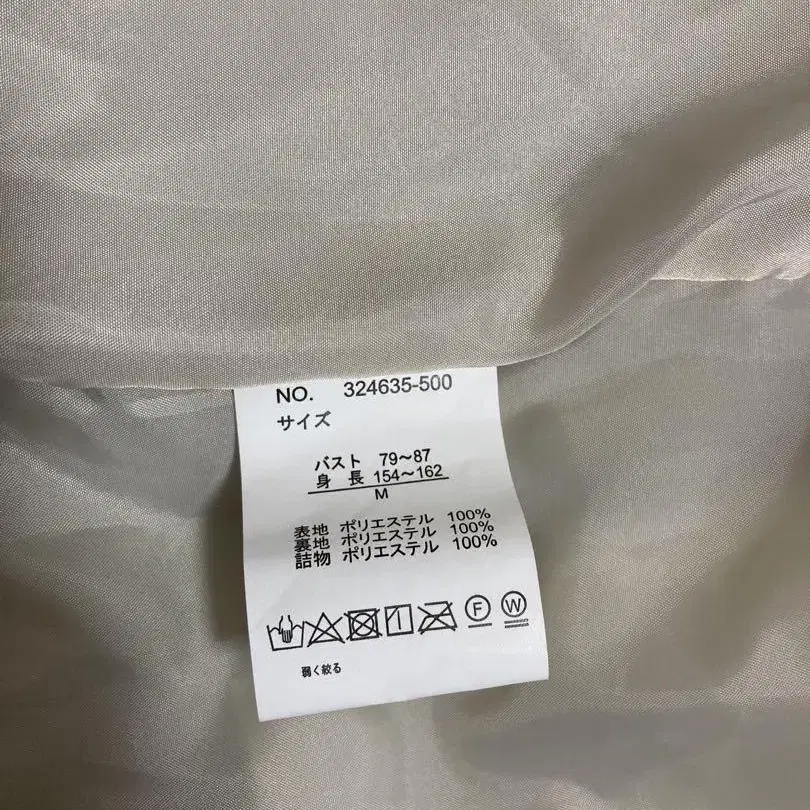 NO. 324635-500
サイズ
バスト 79～87
身長 154～162
M
表地 ポリエステル 100%
裏地 ポリエステル 100%
詰物 ポリエステル 100%
F W
弱く絞る